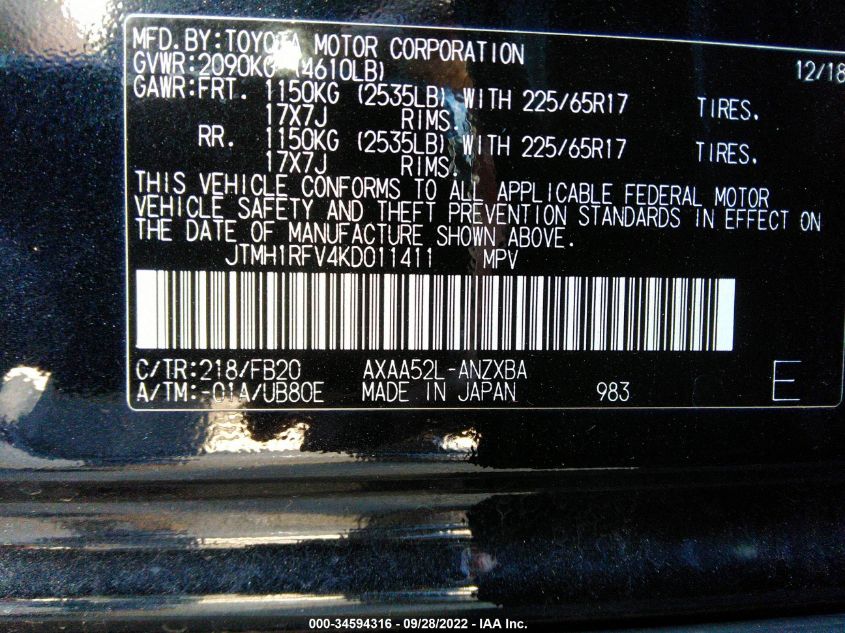 MFD.BY:TOYOTA MOTOR CORPORATION 12/18
GVWR:2090KG (4610LB)
GAWR:FRT. 1150KG (2535LB) WITH 225/65R17 TIRES.
17X7J RIMS.
RR. 1150KG (2535LB) WITH 225/65R17 TIRES.
17X7J RIMS.
THIS VEHICLE CONFORMS TO ALL APPLICABLE FEDERAL MOTOR
VEHICLE SAFETY AND THEFT PREVENTION STANDARDS IN EFFECT ON
THE DATE OF MANUFACTURE SHOWN ABOVE.
JTMH1RFV4KD011411 MPV
C/TR:218/FB20 AXAA52L-ANZXBA
A/TM:-01A/UB80E MADE IN JAPAN 983 E
000-34594316 - 09/28/2022 - IAA Inc.